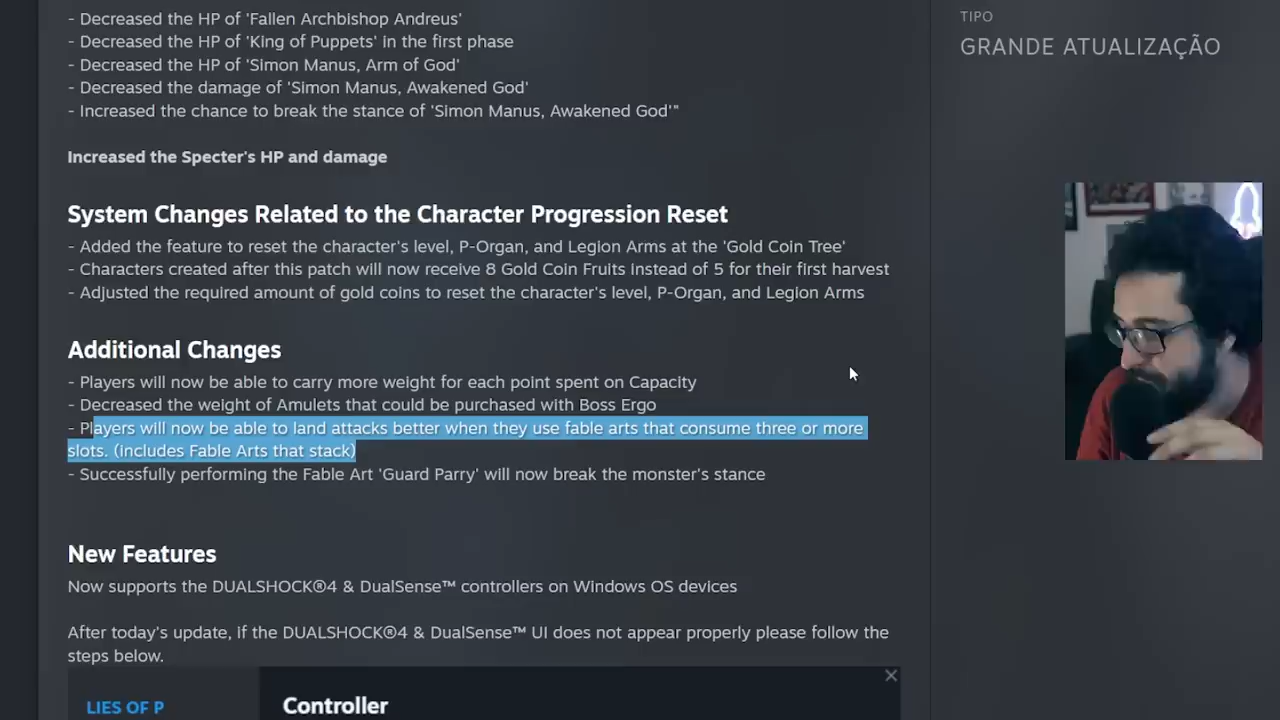 - Decreased the HP of 'Fallen Archbishop Andreus'
- Decreased the HP of 'King of Puppets' in the first phase
- Decreased the HP of 'Simon Manus, Arm of God'
- Decreased the damage of 'Simon Manus, Awakened God'
- Increased the chance to break the stance of 'Simon Manus, Awakened God'"
Increased the Specter's HP and damage
System Changes Related to the Character Progression Reset
- Added the feature to reset the character's level, P-Organ, and Legion Arms at the 'Gold Coin Tree'
- Characters created after this patch will now receive 8 Gold Coin Fruits instead of 5 for their first harvest
- Adjusted the required amount of gold coins to reset the character's level, P-Organ, and Legion Arms
Additional Changes
- Players will now be able to carry more weight for each point spent on Capacity
- Decreased the weight of Amulets that could be purchased with Boss Ergo
- Players will now be able to land attacks better when they use fable arts that consume three or more
slots. (includes Fable Arts that stack)
- Successfully performing the Fable Art 'Guard Parry' will now break the monster's stance
New Features
Now supports the DUALSHOCK®4 & DualSense™ controllers on Windows OS devices
After today's update, if the DUALSHOCK®4 & DualSense™ UI does not appear properly please follow the
steps below.
LIES OF P
Controller
TIPO
GRANDE ATUALIZAÇÃO